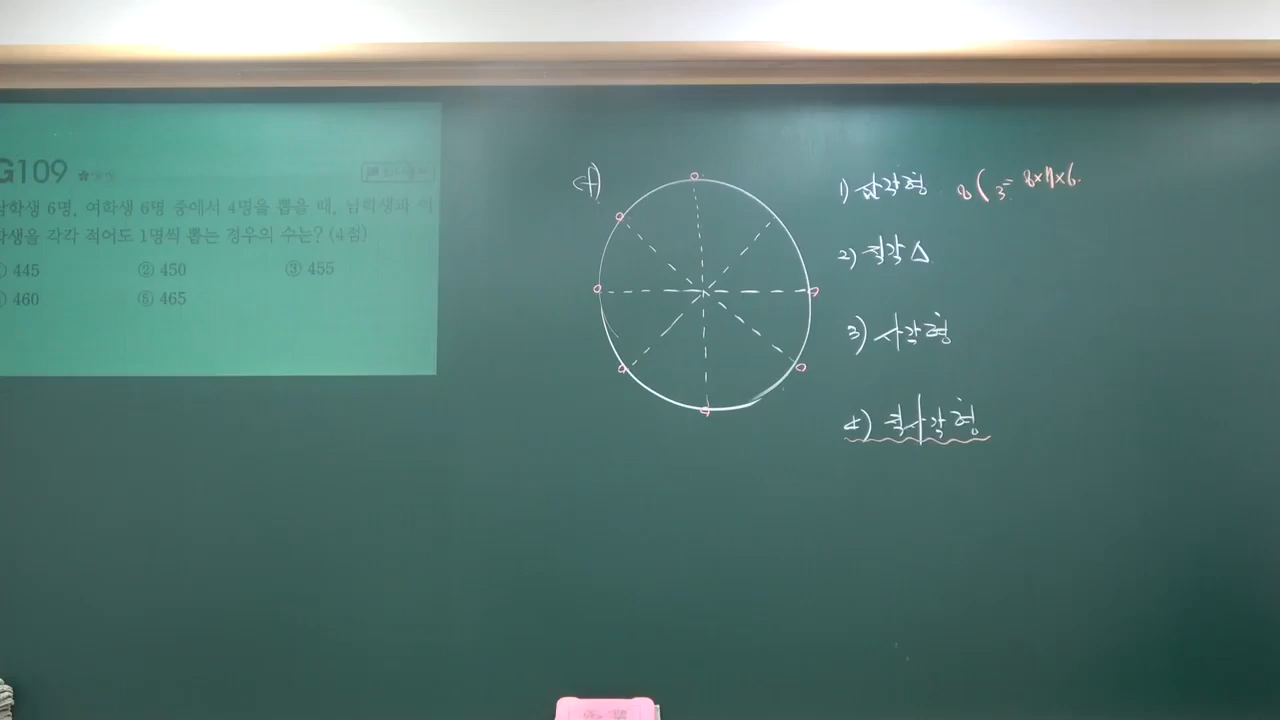 G109
남학생 6명, 여학생 6명 중에서 4명을 뽑을 때, 남학생과 여
학생을 각각 적어도 1명씩 뽑는 경우의 수는? (4점)
445 ② 450 ③ 455
460 ⑤ 465
1) 삼각형 8C3= 8×7×6
2) 직각△
3) 사각형
4) 직사각형